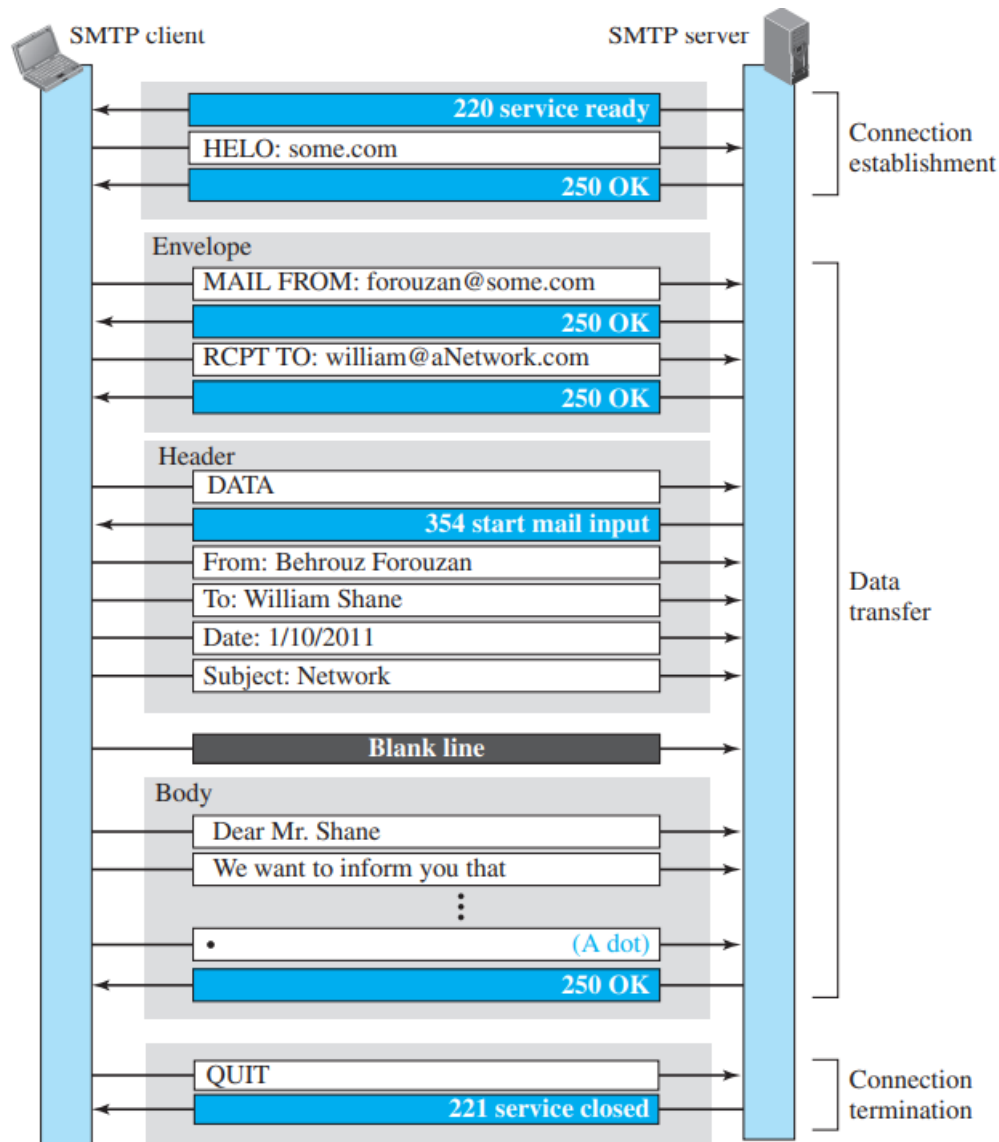 SMTP client
SMTP server
220 service ready
HELO: some.com
250 OK
Connection
establishment
Envelope
MAIL FROM: forouzan@some.com
250 OK
RCPT TO: william@aNetwork.com
250 OK
Header
DATA
354 start mail input
From: Behrouz Forouzan
To: William Shane
Date: 1/10/2011
Subject: Network
Data
transfer
Blank line
Body
Dear Mr. Shane
We want to inform you that
⋮
• (A dot)
250 OK
QUIT
221 service closed
Connection
termination